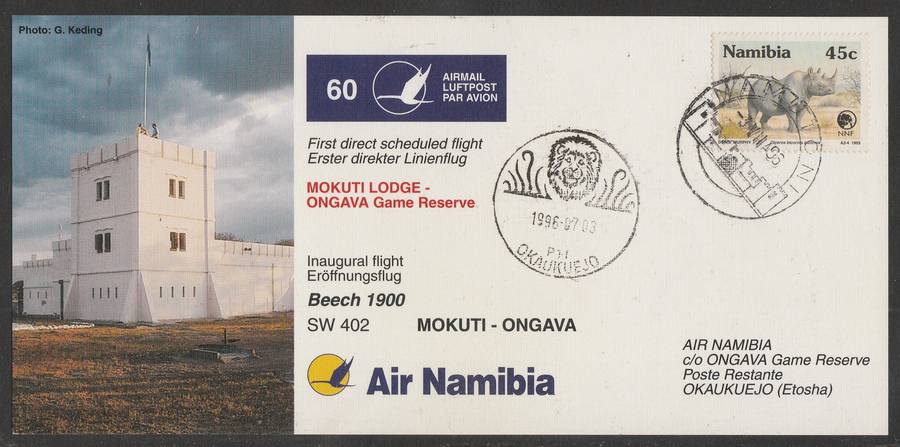 Photo: G. Keding
60
AIRMAIL
LUFTPOST
PAR AVION
First direct scheduled flight
Erster direkter Linienflug
MOKUTI LODGE -
ONGAVA Game Reserve
Inaugural flight
Eröffnungsflug
Beech 1900
SW 402 MOKUTI - ONGAVA
Air Namibia
1996-07 03
OKAUKUEJO
Namibia 45c
NNF
AIR NAMIBIA
c/o ONGAVA Game Reserve
Poste Restante
OKAUKUEJO (Etosha)